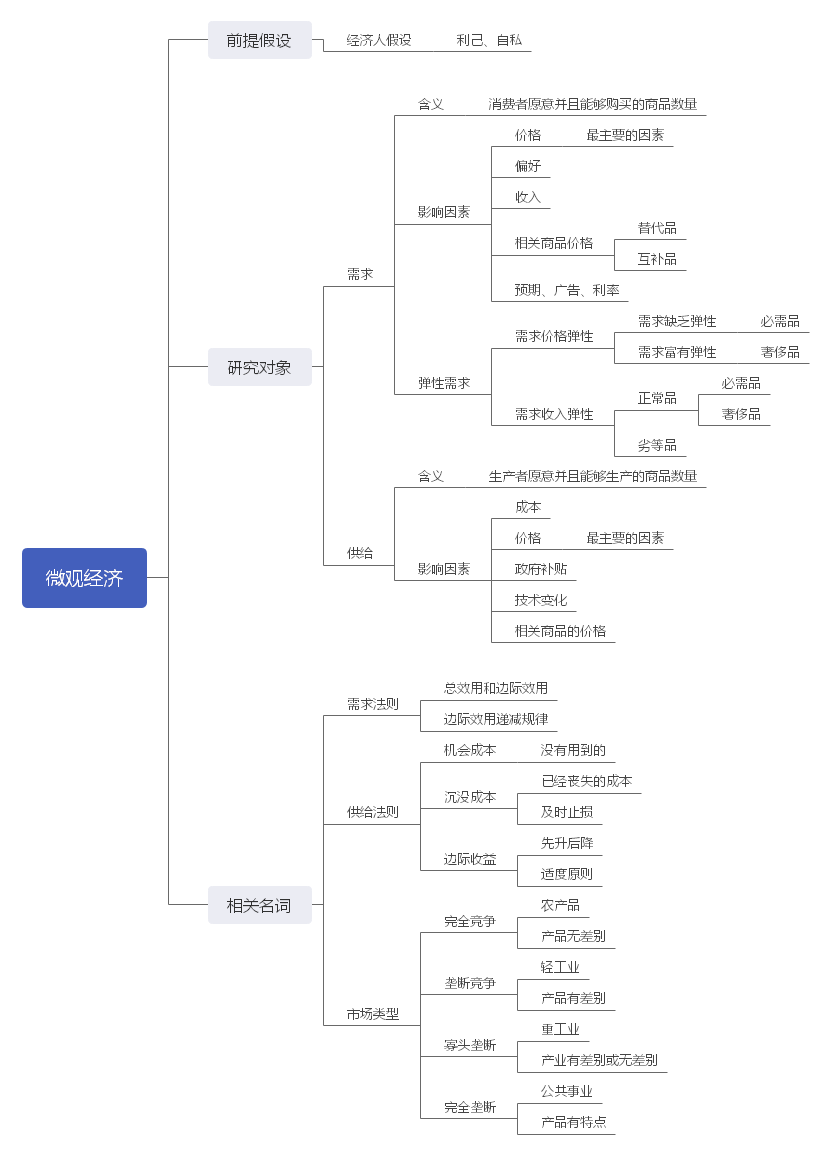 前提假设
经济人假设
利己、自私
含义
消费者愿意并且能够购买的商品数量
价格
最主要的因素
偏好
收入
影响因素
相关商品价格
替代品
互补品
预期、广告、利率
需求
需求价格弹性
需求缺乏弹性
必需品
需求富有弹性
奢侈品
弹性需求
需求收入弹性
正常品
必需品
奢侈品
劣等品
研究对象
含义
生产者愿意并且能够生产的商品数量
成本
价格
最主要的因素
供给
影响因素
政府补贴
技术变化
相关商品的价格
微观经济
需求法则
总效用和边际效用
边际效用递减规律
机会成本
没有用到的
供给法则
沉没成本
已经丧失的成本
及时止损
边际收益
先升后降
适度原则
相关名词
完全竞争
农产品
产品无差别
垄断竞争
轻工业
产品有差别
市场类型
寡头垄断
重工业
产业有差别或无差别
完全垄断
公共事业
产品有特点